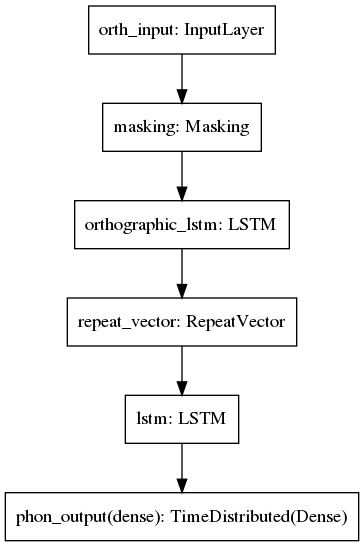 orth_input: InputLayer
masking: Masking
orthographic_lstm: LSTM
repeat_vector: RepeatVector
lstm: LSTM
phon_output(dense): TimeDistributed(Dense)